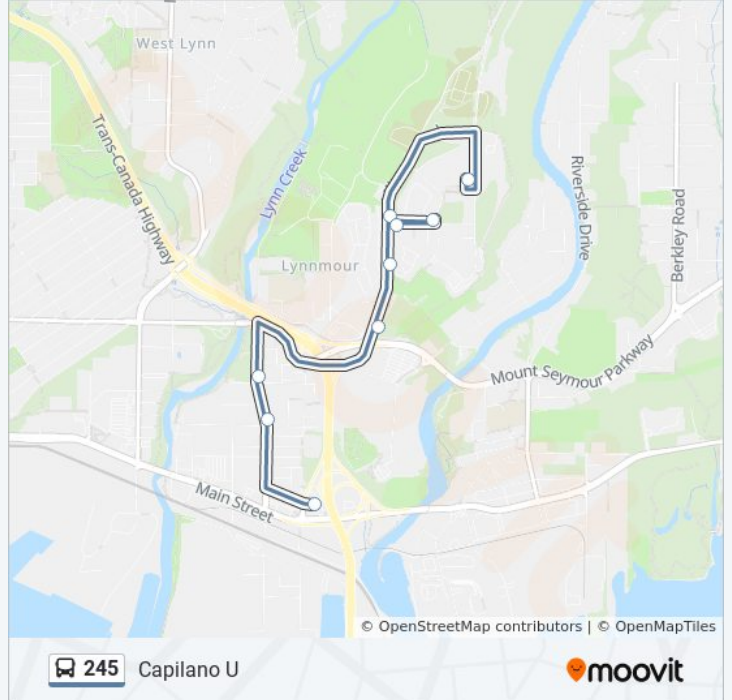 West Lynn
Trans-Canada Highway
Lynn Creek
Riverside Drive
Berkley Road
Lynnmour
Mount Seymour Parkway
Main Street
© OpenStreetMap contributors | © OpenMapTiles
245 Capilano U
moovit